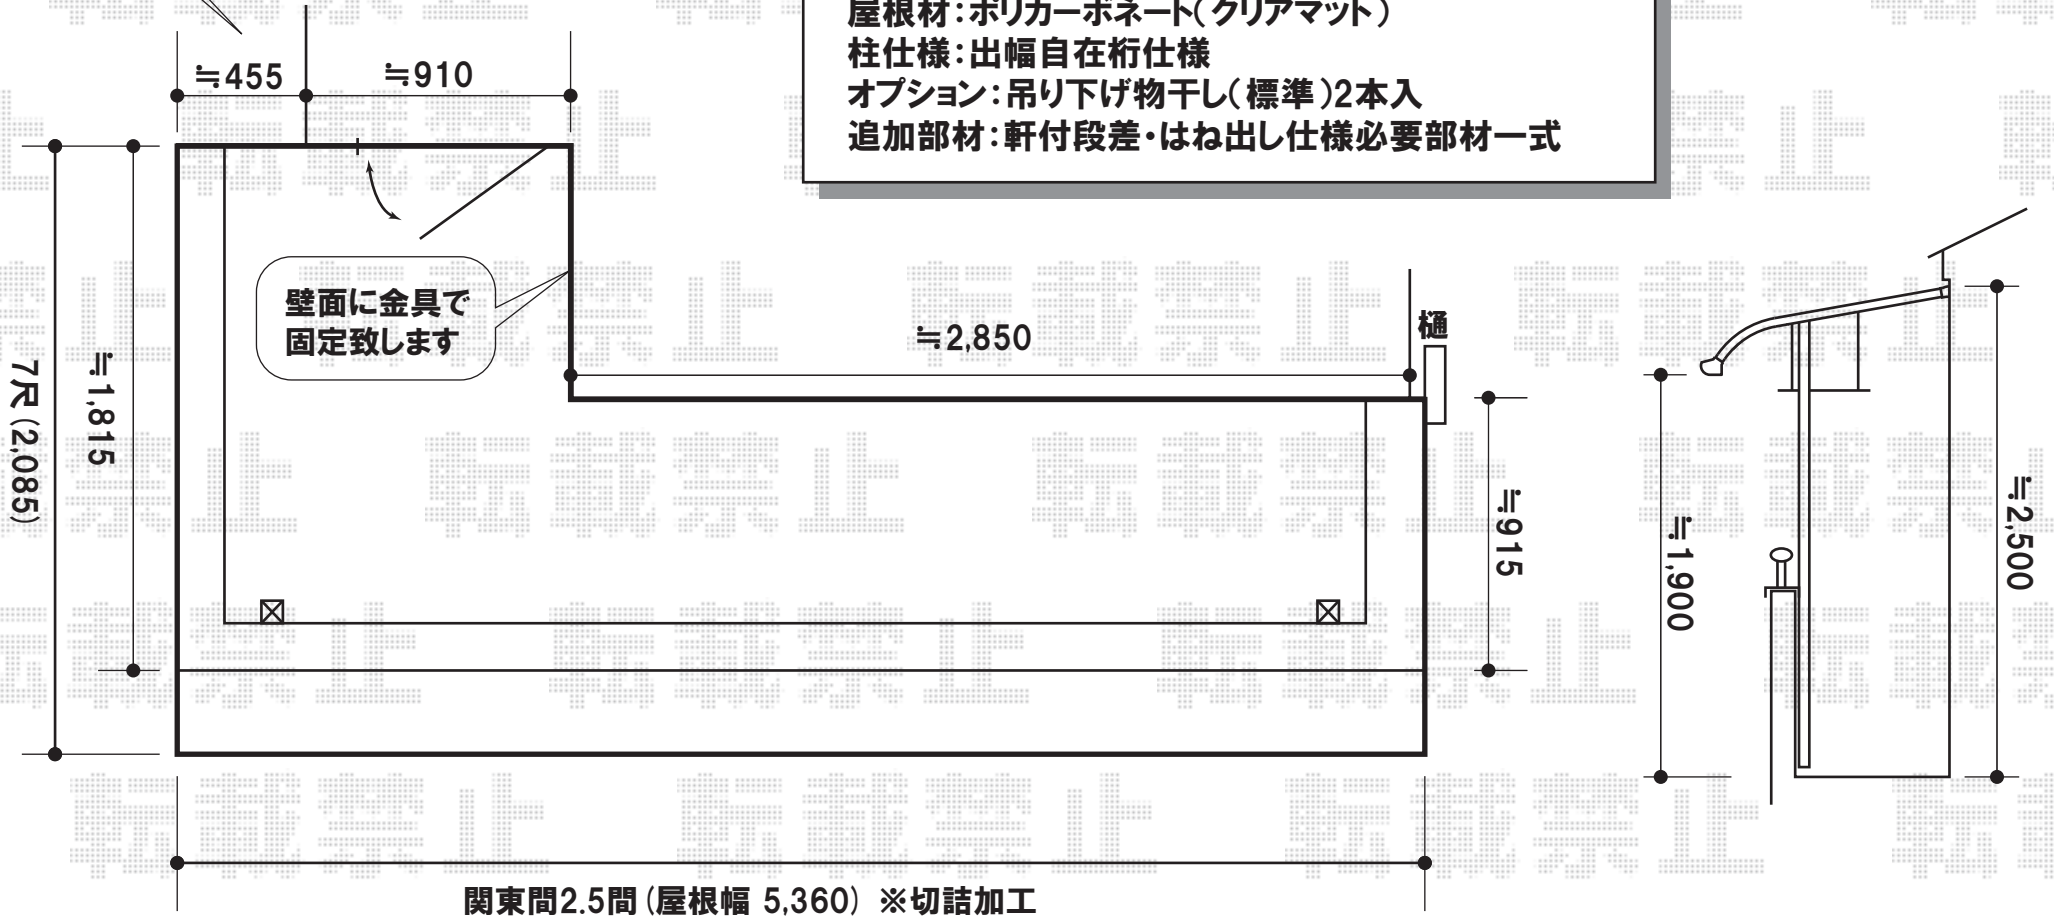 屋根材：ポリカーボネート（クリアマット）
柱仕様：出幅自在桁仕様
オプション：吊り下げ物干し（標準）2本入
追加部材：軒付段差・はね出し仕様必要部材一式
≒455
≒910
壁面に金具で
固定致します
≒2,850
樋
7尺（2,085）
≒1,815
≒915
≒1,900
≒2,500
関東間2.5間（屋根幅 5,360）※切詰加工
転載禁止